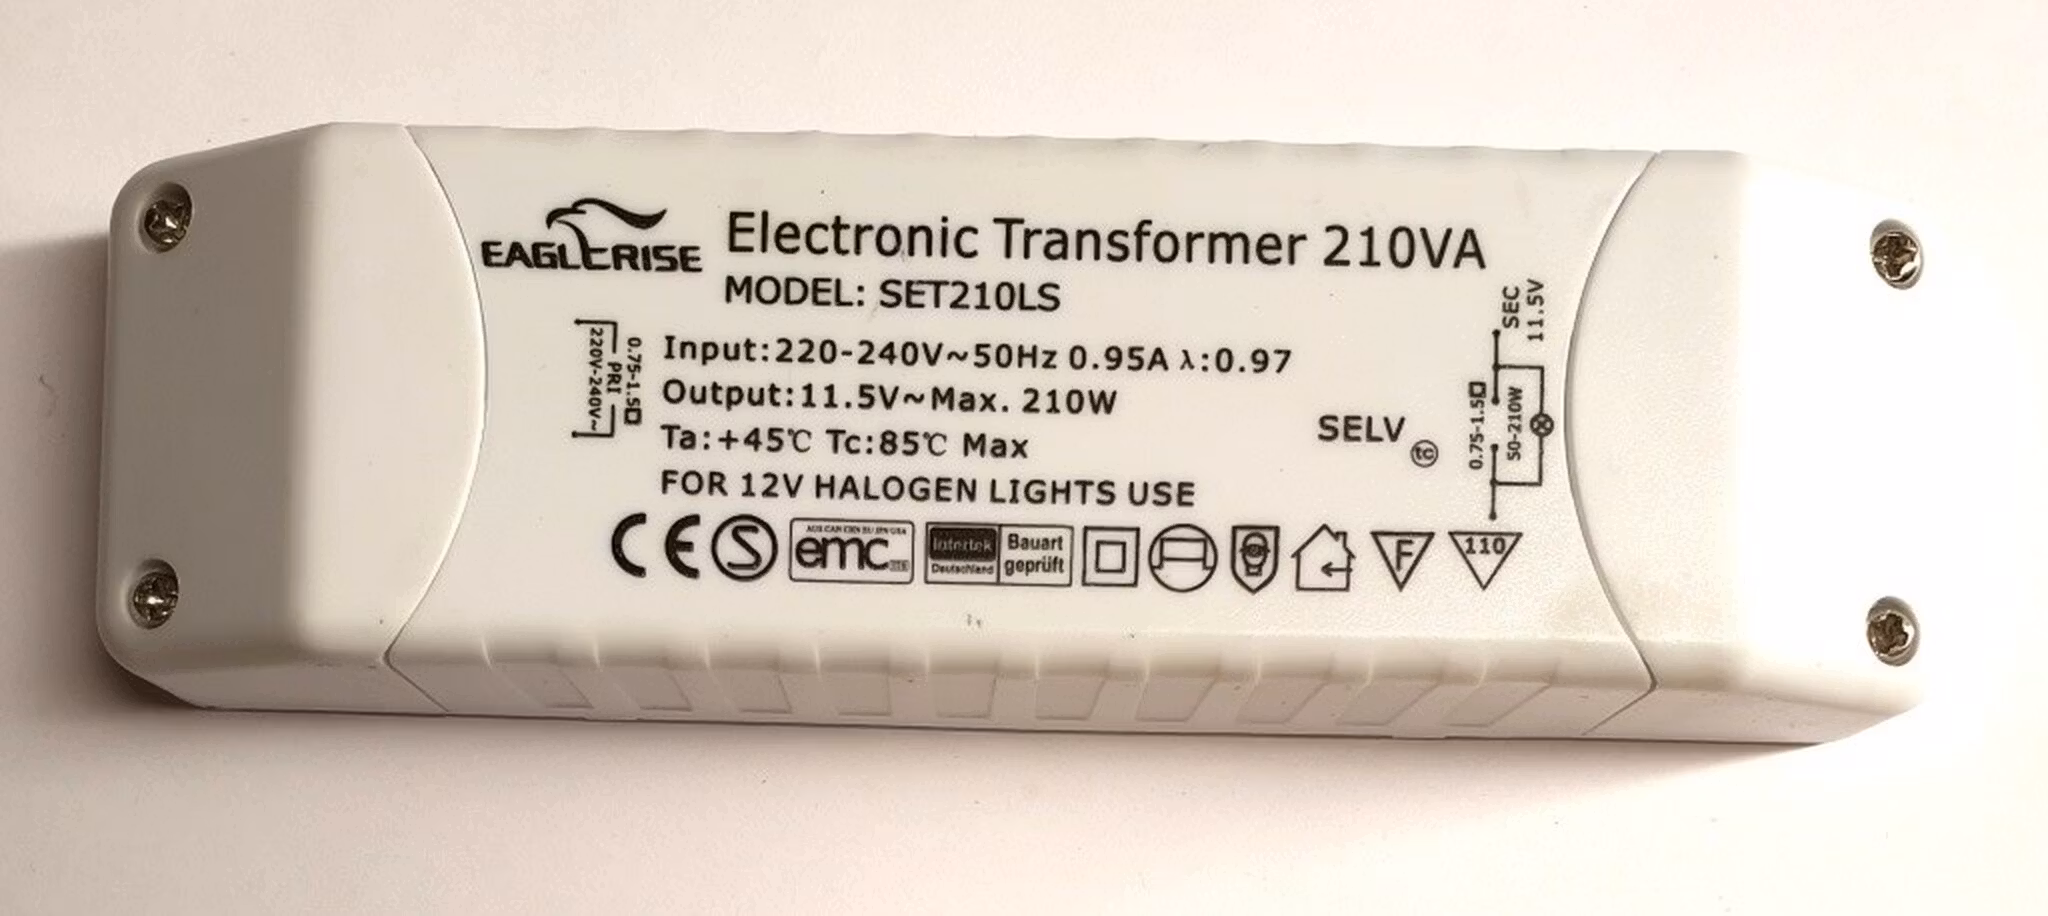 EAGLERISE
Electronic Transformer 210VA
MODEL: SET210LS
Input:220-240V~50Hz 0.95A λ:0.97
Output:11.5V~Max. 210W
Ta:+45℃ Tc:85℃ Max
FOR 12V HALOGEN LIGHTS USE
220V-240V~
PRI
0.75-1.5
SELV
tc
SEC
11.5V
0.75-1.5
50-210W
CE
S
emc
Intertek
Deutschland
Bauart
geprüft
F
110